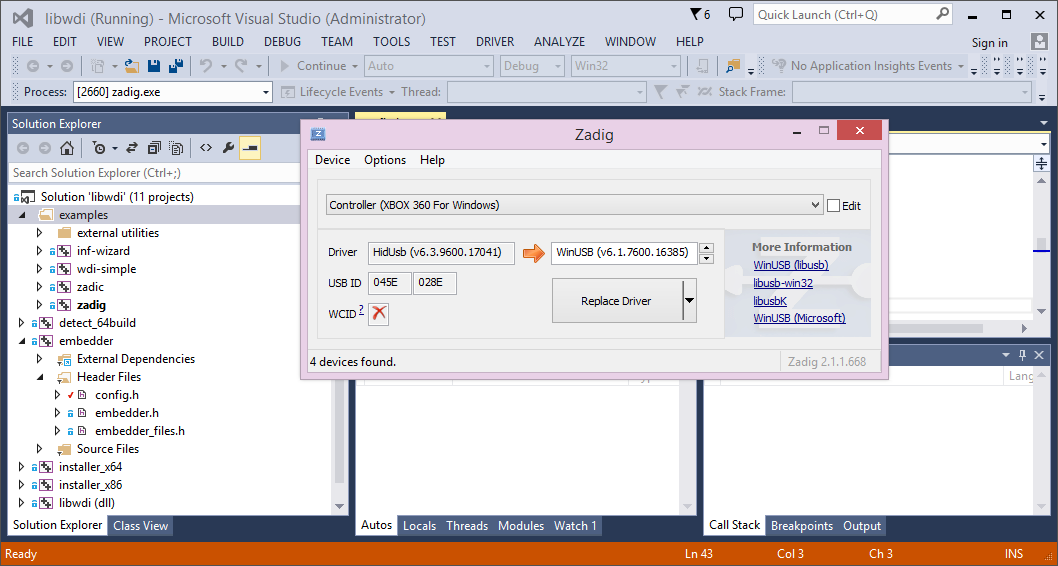 libwdi (Running) - Microsoft Visual Studio (Administrator)
6
Quick Launch (Ctrl+Q)
FILE EDIT VIEW PROJECT BUILD DEBUG TEAM TOOLS TEST DRIVER ANALYZE WINDOW HELP
Sign in
Continue Auto Debug Win32 No Application Insights Events
Process: [2660] zadig.exe Lifecycle Events Thread: Stack Frame:
Solution Explorer
Search Solution Explorer (Ctrl+;)
Solution 'libwdi' (11 projects)
examples
external utilities
inf-wizard
wdi-simple
zadic
zadig
detect_64build
embedder
External Dependencies
Header Files
config.h
embedder.h
embedder_files.h
Source Files
installer_x64
installer_x86
libwdi (dll)
Solution Explorer Class View
Zadig
Device Options Help
Controller (XBOX 360 For Windows) Edit
Driver HidUsb (v6.3.9600.17041) WinUSB (v6.1.7600.16385)
USB ID 045E 028E
WCID ?
Replace Driver
More Information
WinUSB (libusb)
libusb-win32
libusbK
WinUSB (Microsoft)
4 devices found. Zadig 2.1.1.668
Lang
Autos Locals Threads Modules Watch 1
Call Stack Breakpoints Output
Ready Ln 43 Col 3 Ch 3 INS